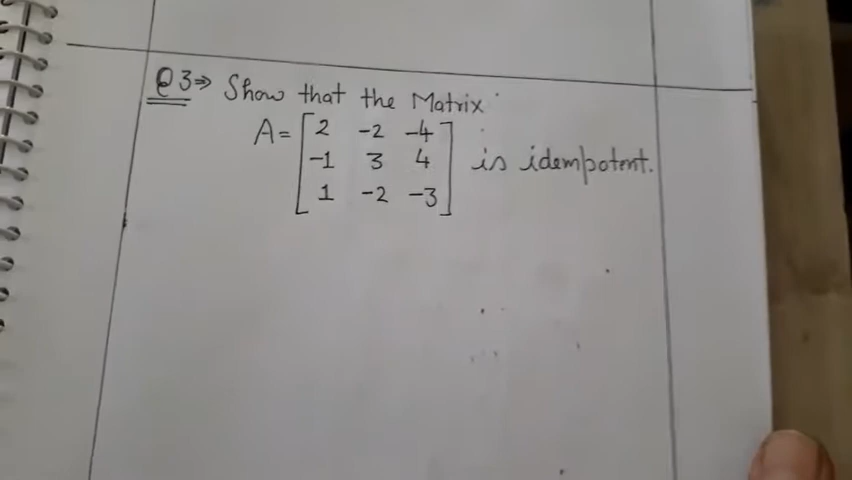 Q3⇒ Show that the Matrix
A = [2 -2 -4
-1 3 4 is idempotent.
1 -2 -3]